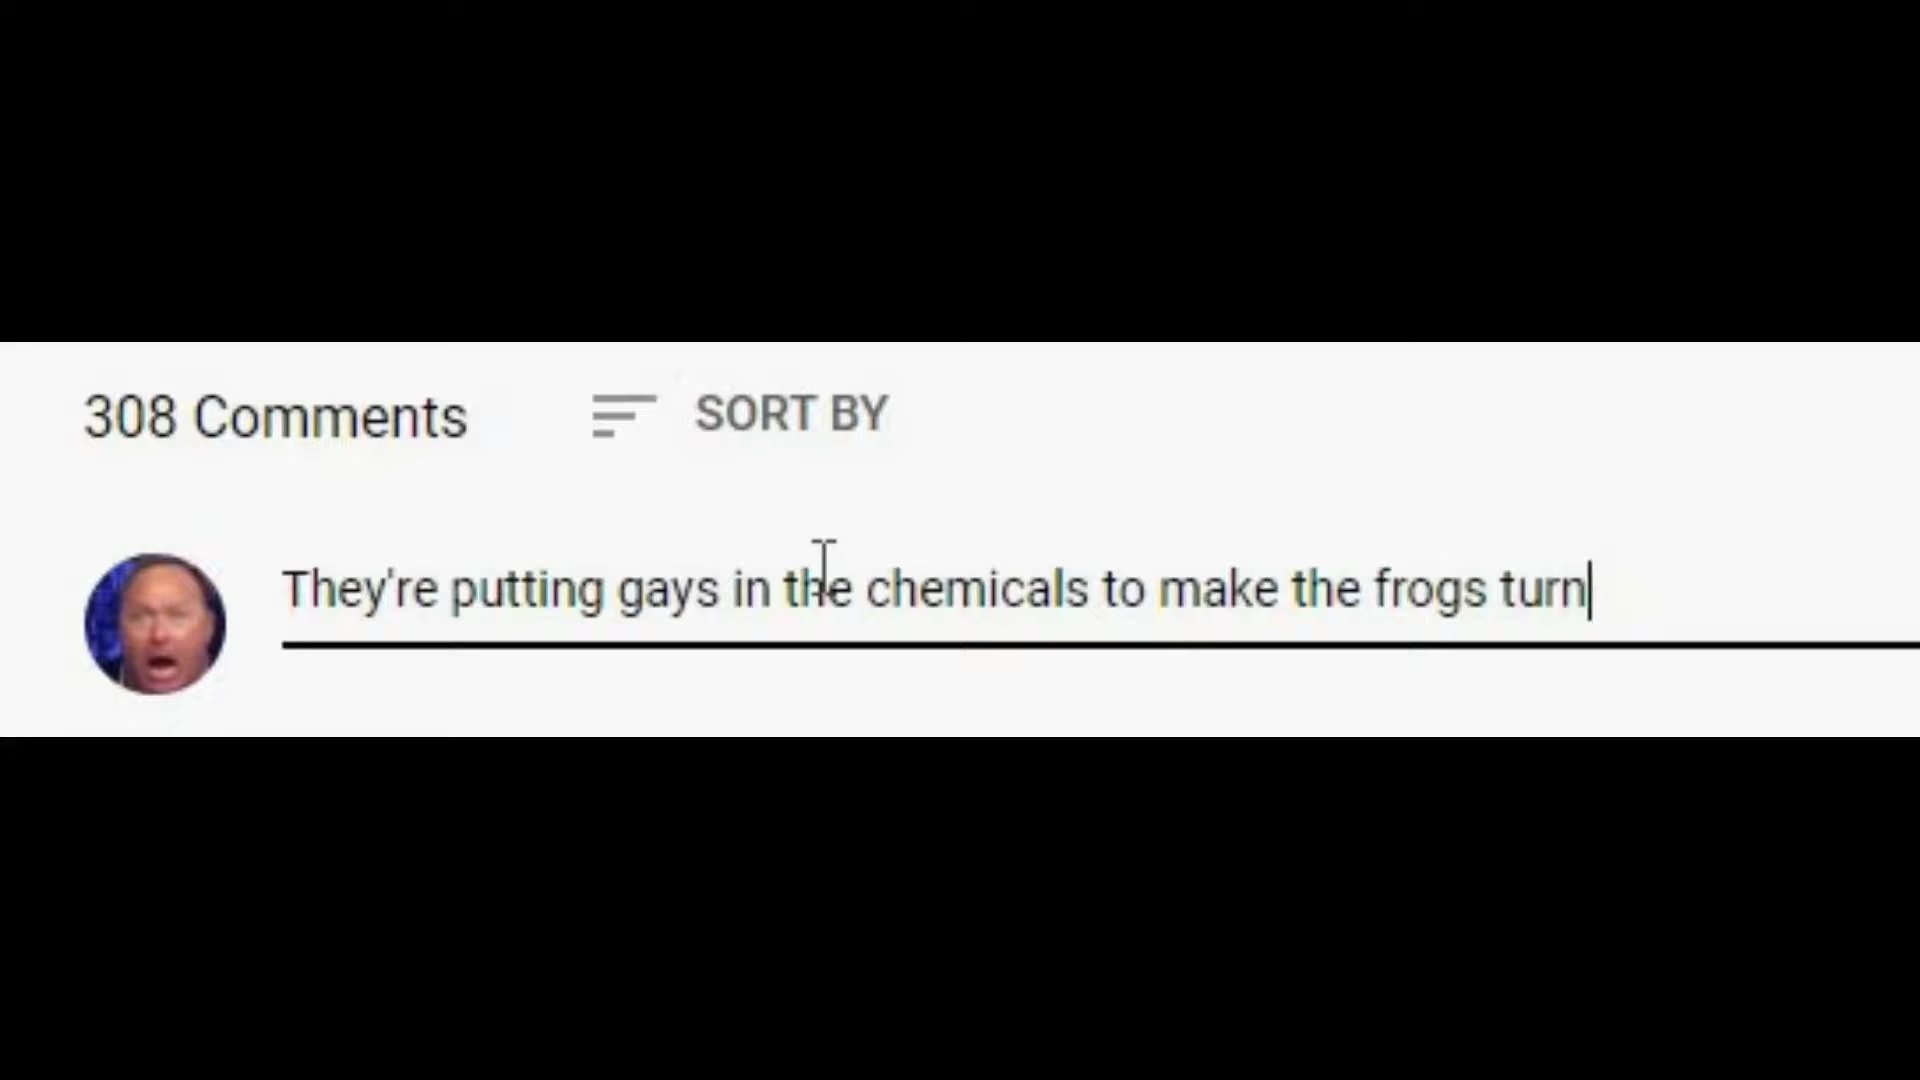 308 Comments SORT BY
They're putting gays in the chemicals to make the frogs turn